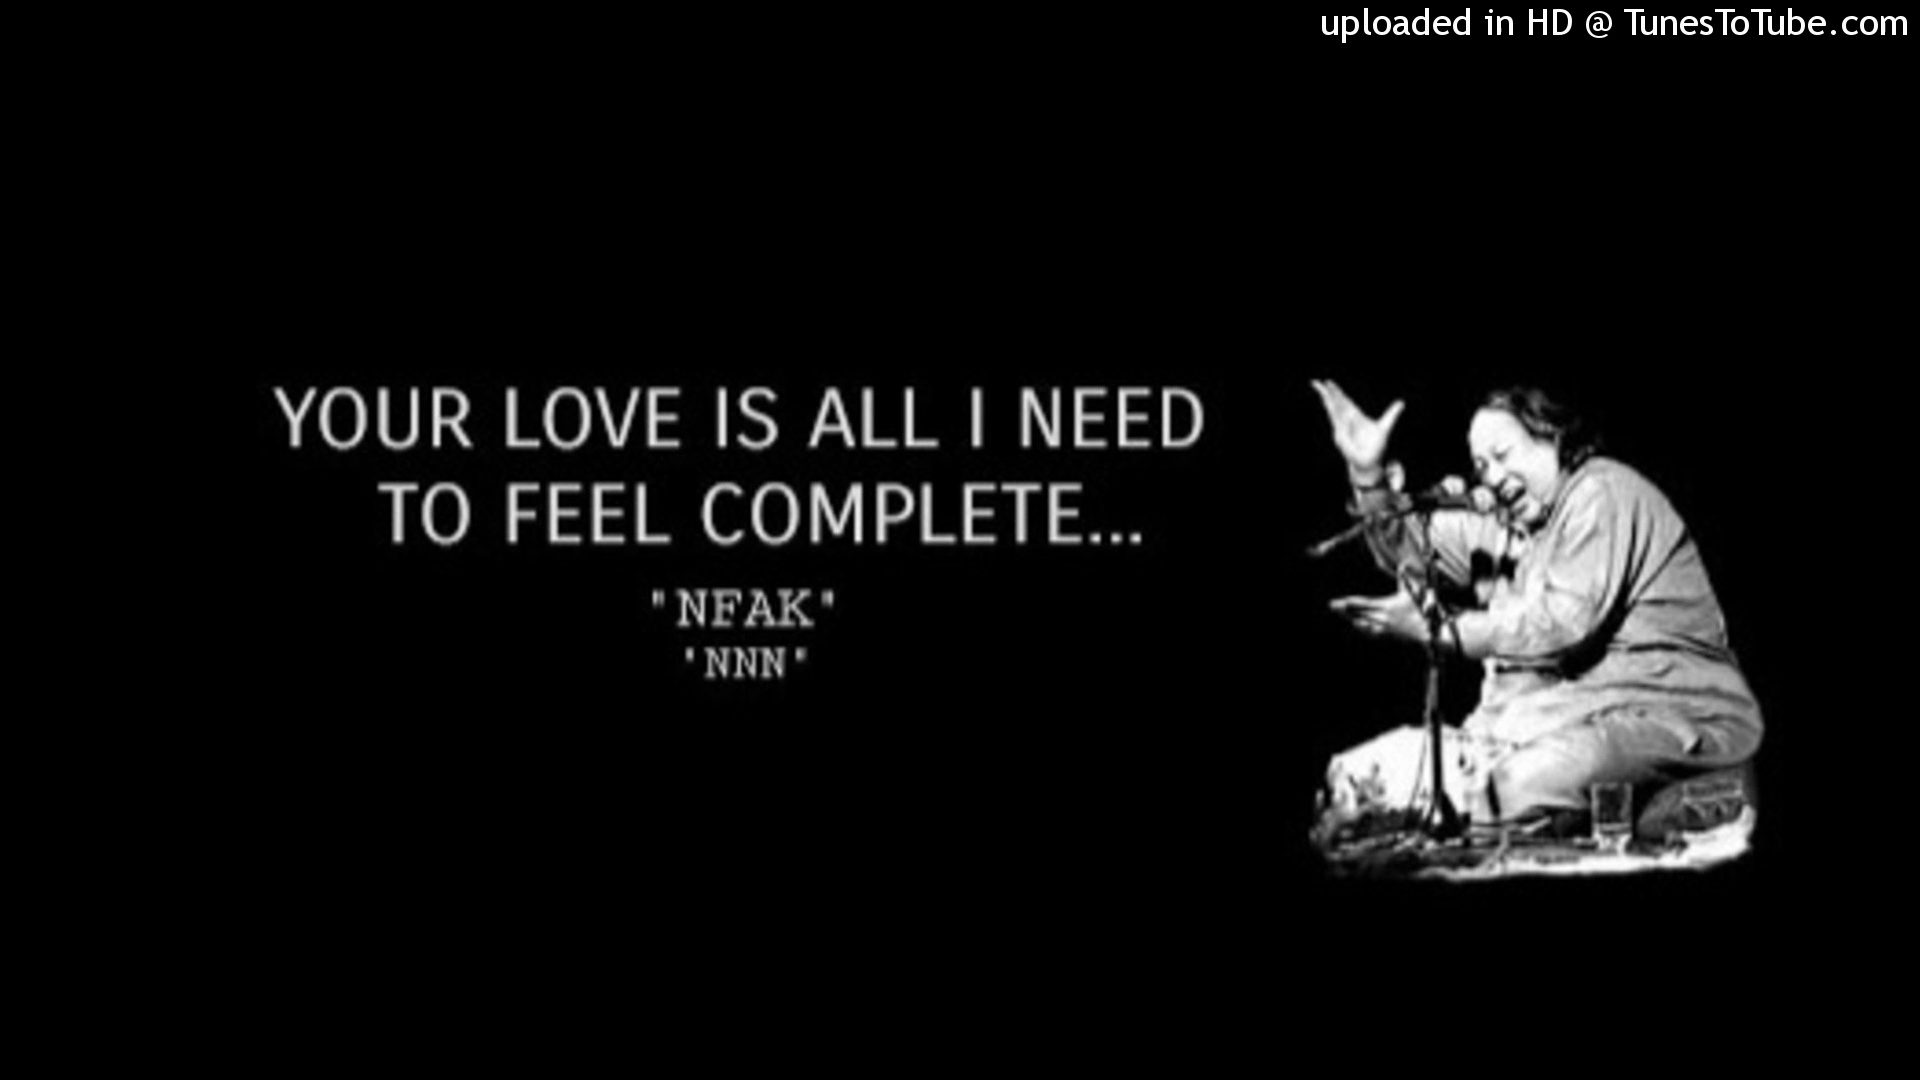 uploaded in HD @ TunesToTube.com
YOUR LOVE IS ALL I NEED
TO FEEL COMPLETE...
"NFAK"
'NNN"